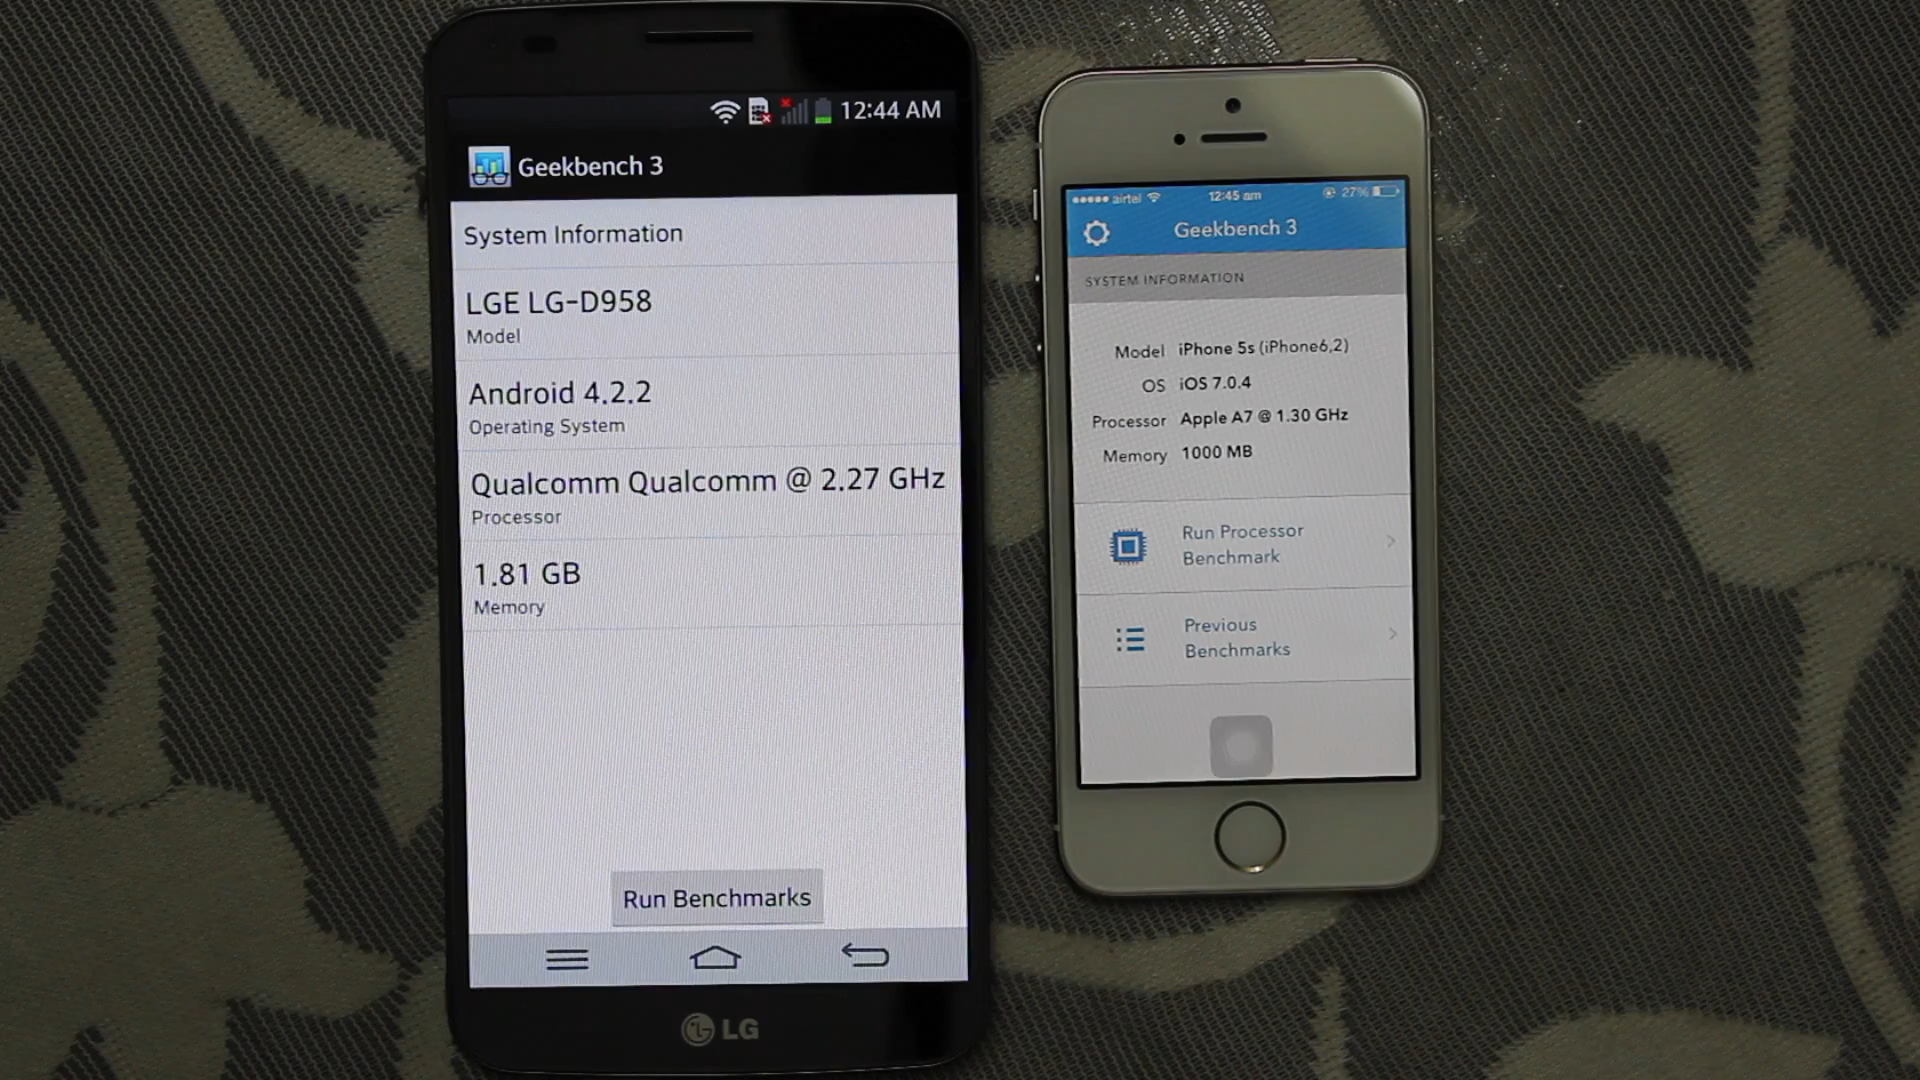 12:44 AM
Geekbench 3
System Information
LGE LG-D958
Model
Android 4.2.2
Operating System
Qualcomm Qualcomm @ 2.27 GHz
Processor
1.81 GB
Memory
Run Benchmarks
LG
airtel 12:45 am 27%
Geekbench 3
SYSTEM INFORMATION
Model iPhone 5s (iPhone6,2)
OS iOS 7.0.4
Processor Apple A7 @ 1.30 GHz
Memory 1000 MB
Run Processor
Benchmark
Previous
Benchmarks